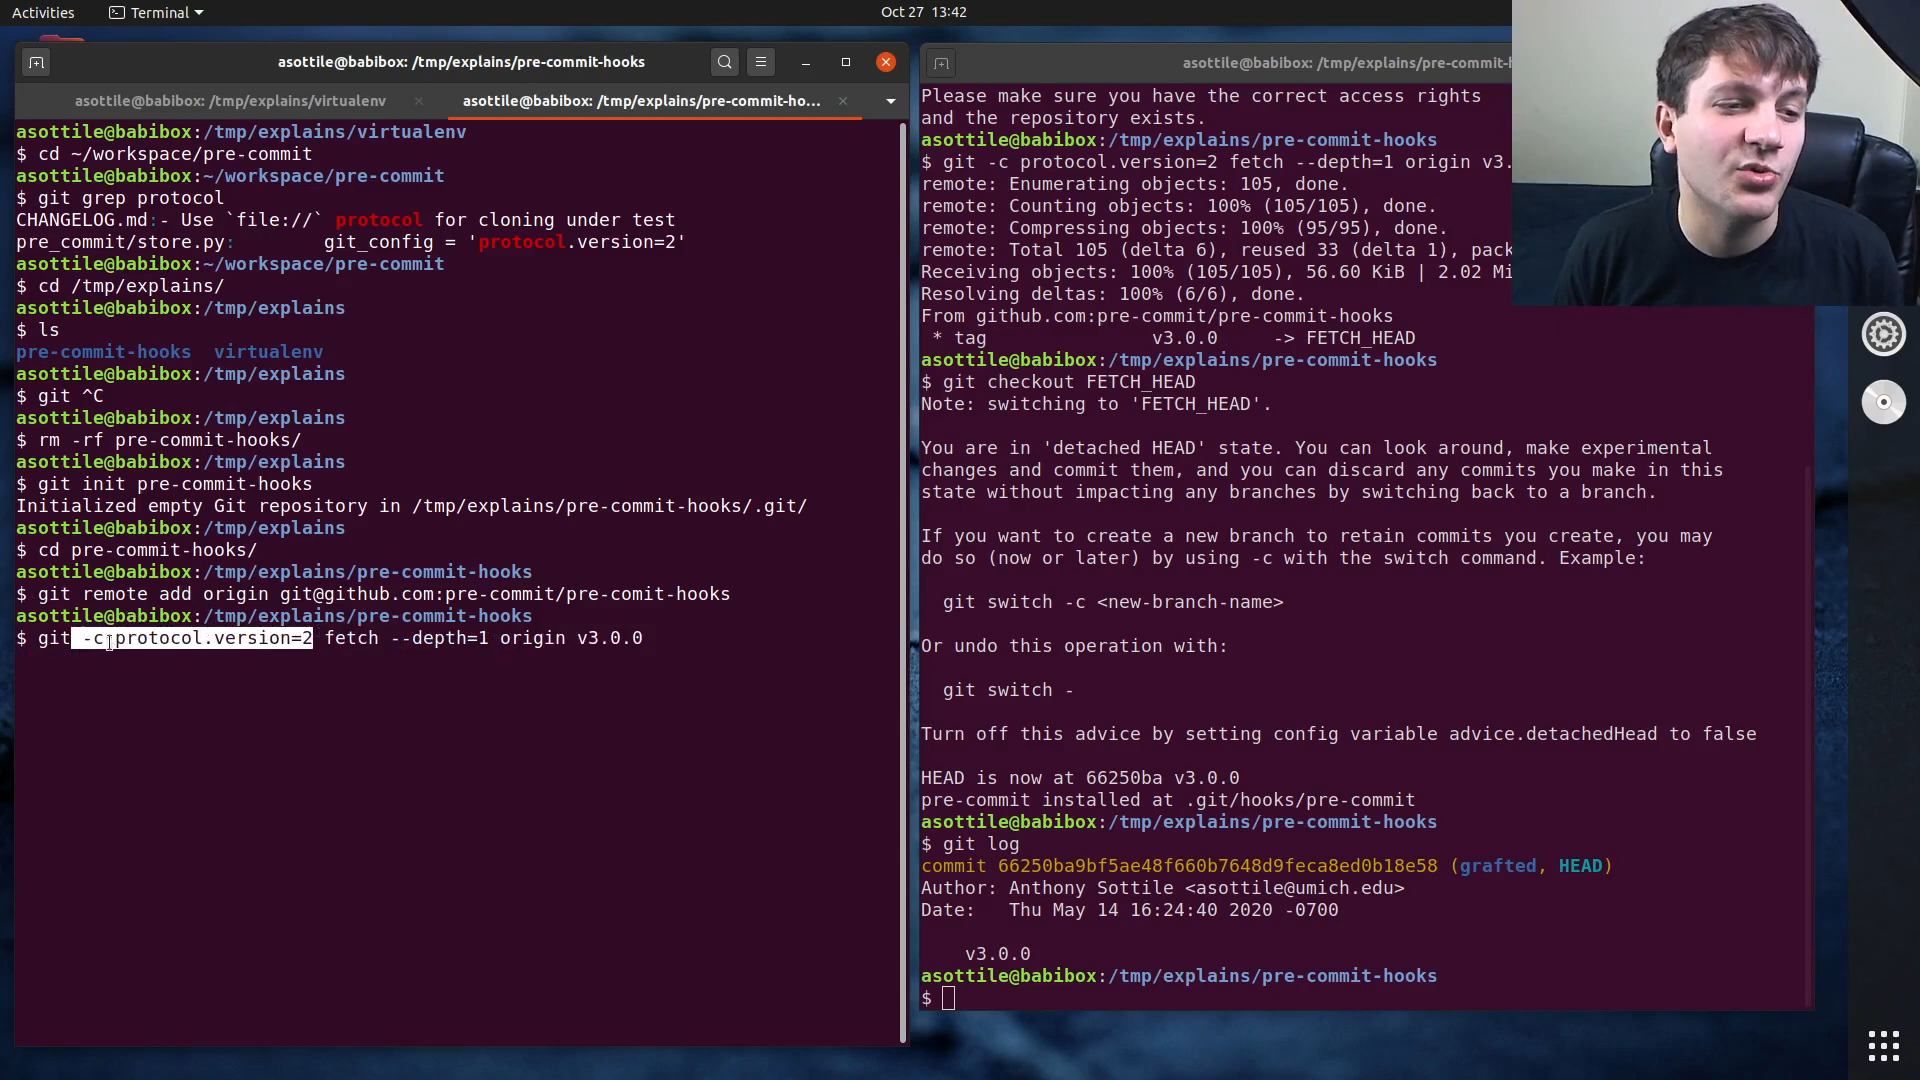 Activities
Terminal
Oct 27 13:42
asottile@babibox: /tmp/explains/pre-commit-hooks
asottile@babibox: /tmp/explains/virtualenv
asottile@babibox: /tmp/explains/pre-commit-ho...
asottile@babibox:/tmp/explains/virtualenv
$ cd ~/workspace/pre-commit
asottile@babibox:~/workspace/pre-commit
$ git grep protocol
CHANGELOG.md:- Use `file://` protocol for cloning under test
pre_commit/store.py:        git_config = 'protocol.version=2'
asottile@babibox:~/workspace/pre-commit
$ cd /tmp/explains/
asottile@babibox:/tmp/explains
$ ls
pre-commit-hooks  virtualenv
asottile@babibox:/tmp/explains
$ git ^C
asottile@babibox:/tmp/explains
$ rm -rf pre-commit-hooks/
asottile@babibox:/tmp/explains
$ git init pre-commit-hooks
Initialized empty Git repository in /tmp/explains/pre-commit-hooks/.git/
asottile@babibox:/tmp/explains
$ cd pre-commit-hooks/
asottile@babibox:/tmp/explains/pre-commit-hooks
$ git remote add origin git@github.com:pre-commit/pre-comit-hooks
asottile@babibox:/tmp/explains/pre-commit-hooks
$ git -c protocol.version=2 fetch --depth=1 origin v3.0.0
asottile@babibox: /tmp/explains/pre-commit-h
Please make sure you have the correct access rights
and the repository exists.
asottile@babibox:/tmp/explains/pre-commit-hooks
$ git -c protocol.version=2 fetch --depth=1 origin v3.
remote: Enumerating objects: 105, done.
remote: Counting objects: 100% (105/105), done.
remote: Compressing objects: 100% (95/95), done.
remote: Total 105 (delta 6), reused 33 (delta 1), pack
Receiving objects: 100% (105/105), 56.60 KiB | 2.02 Mi
Resolving deltas: 100% (6/6), done.
From github.com:pre-commit/pre-commit-hooks
 * tag               v3.0.0     -> FETCH_HEAD
asottile@babibox:/tmp/explains/pre-commit-hooks
$ git checkout FETCH_HEAD
Note: switching to 'FETCH_HEAD'.
You are in 'detached HEAD' state. You can look around, make experimental
changes and commit them, and you can discard any commits you make in this
state without impacting any branches by switching back to a branch.
If you want to create a new branch to retain commits you create, you may
do so (now or later) by using -c with the switch command. Example:
  git switch -c <new-branch-name>
Or undo this operation with:
  git switch -
Turn off this advice by setting config variable advice.detachedHead to false
HEAD is now at 66250ba v3.0.0
pre-commit installed at .git/hooks/pre-commit
asottile@babibox:/tmp/explains/pre-commit-hooks
$ git log
commit 66250ba9bf5ae48f660b7648d9feca8ed0b18e58 (grafted, HEAD)
Author: Anthony Sottile <asottile@umich.edu>
Date:   Thu May 14 16:24:40 2020 -0700
    v3.0.0
asottile@babibox:/tmp/explains/pre-commit-hooks
$